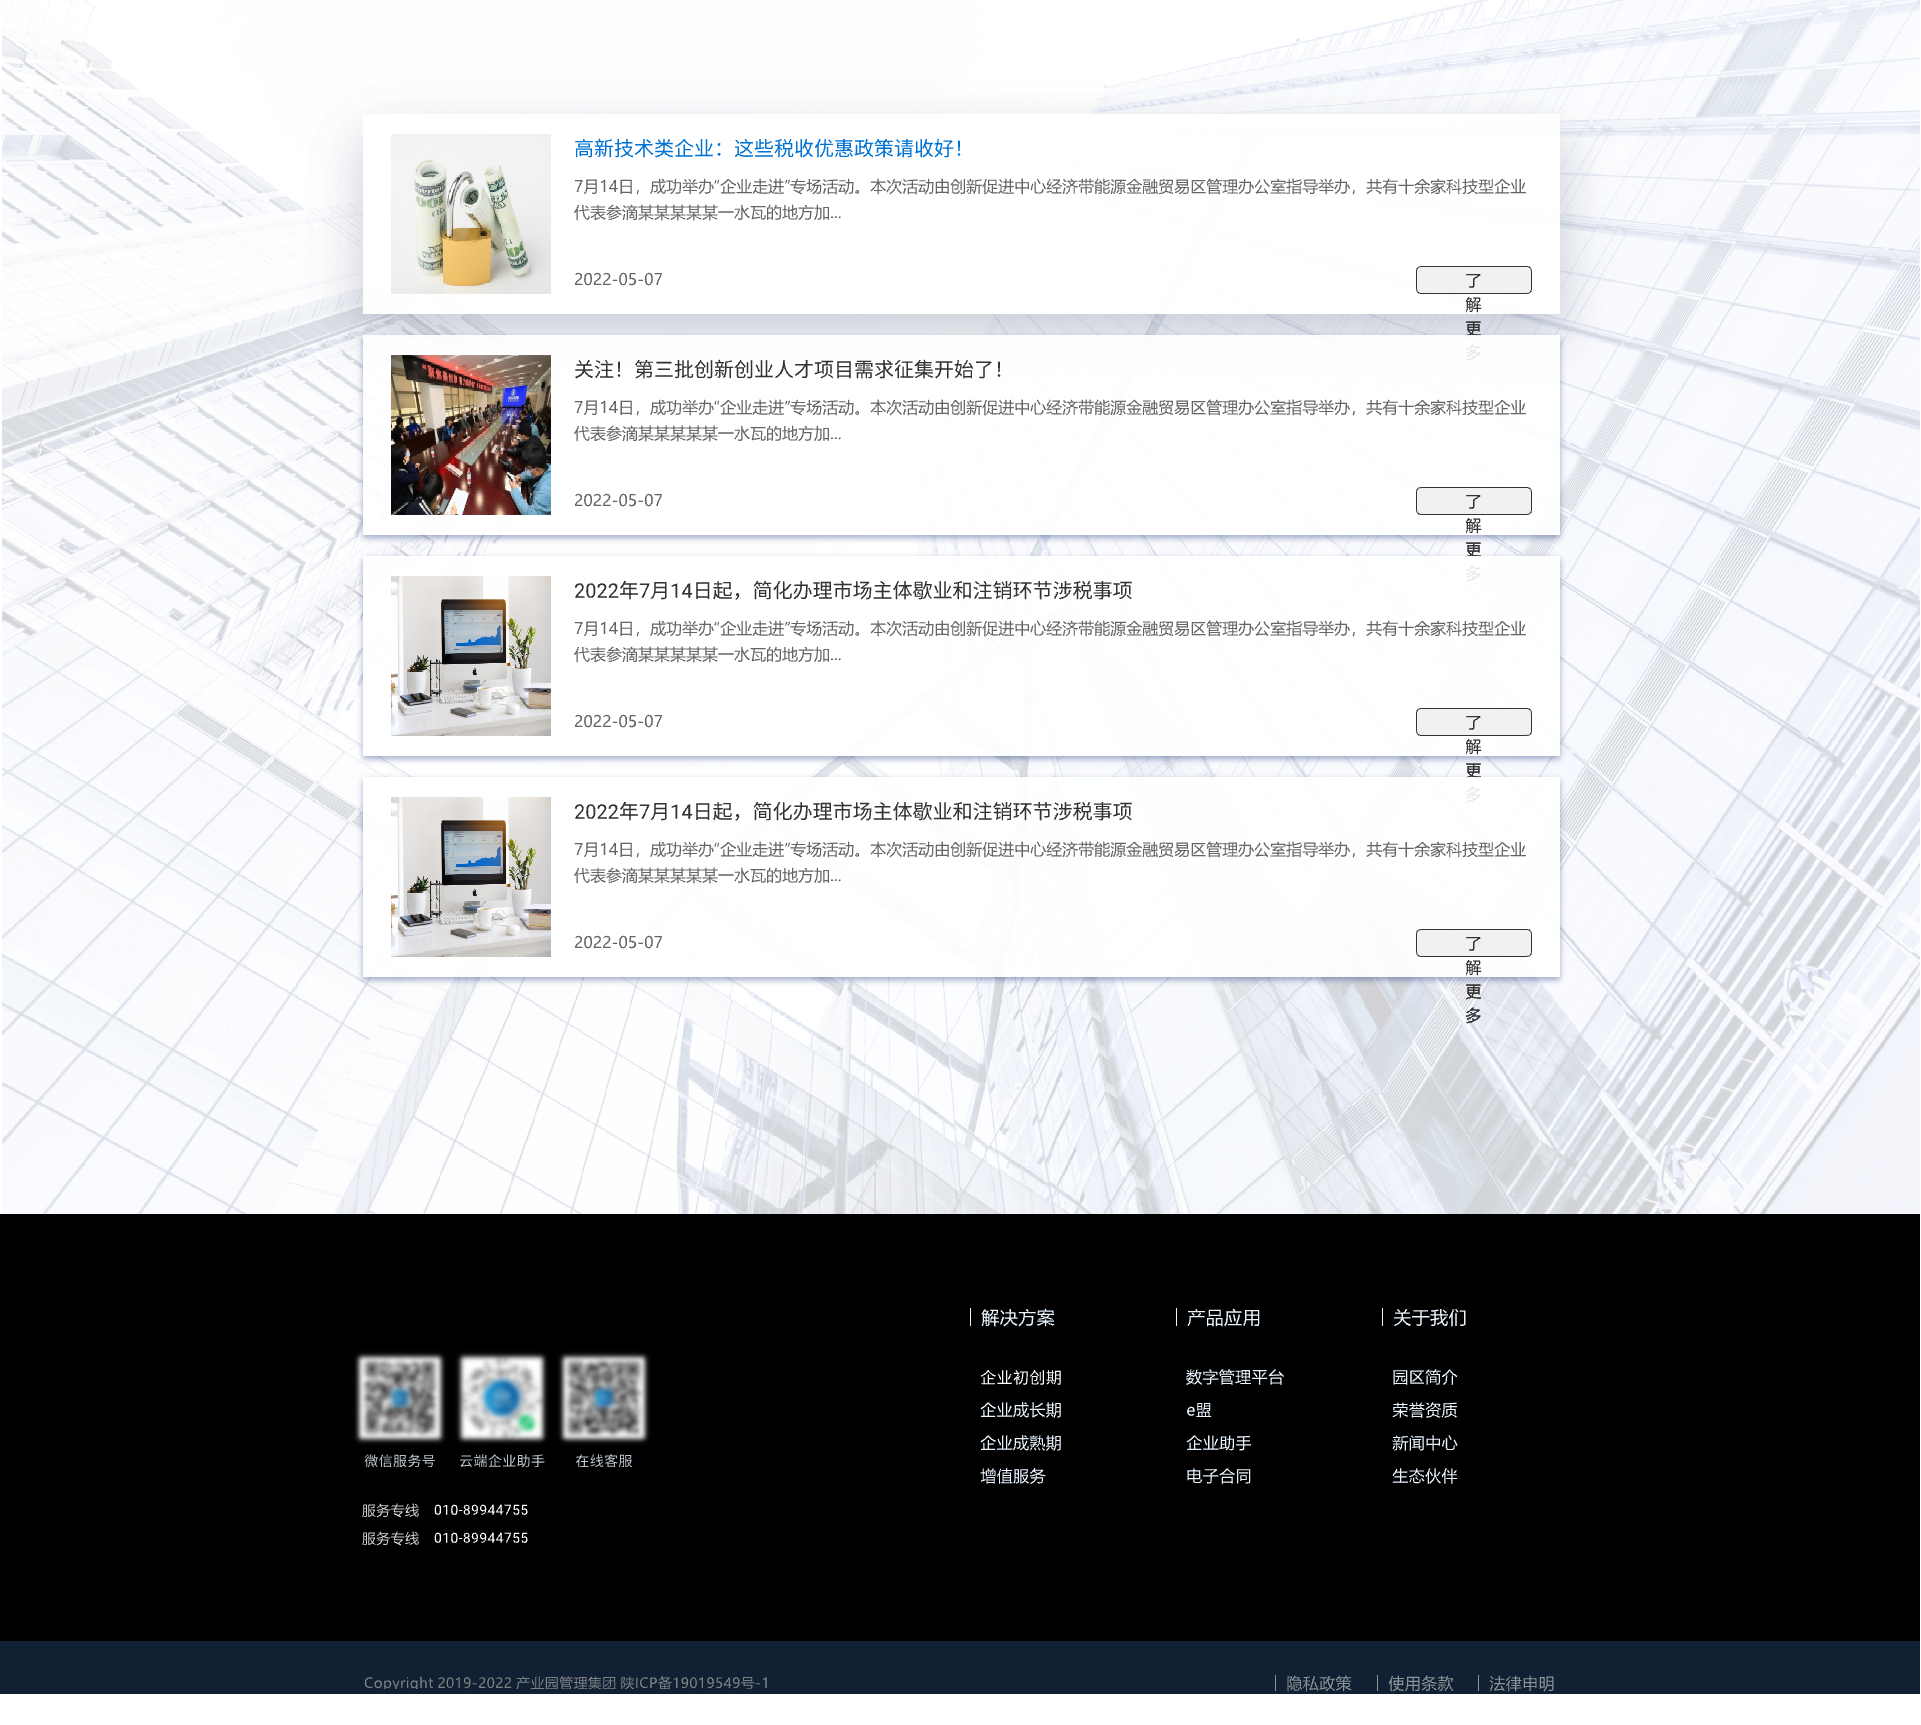 高新技术类企业：这些税收优惠政策请收好！
7月14日，成功举办“企业走进”专场活动。本次活动由创新促进中心经济带能源金融贸易区管理办公室指导举办，共有十余家科技型企业
代表参滴某某某某某一水瓦的地方加...
2022-05-07
了
解
更
多
关注！第三批创新创业人才项目需求征集开始了！
7月14日，成功举办“企业走进”专场活动。本次活动由创新促进中心经济带能源金融贸易区管理办公室指导举办，共有十余家科技型企业
代表参滴某某某某某一水瓦的地方加...
2022-05-07
了
解
更
多
2022年7月14日起，简化办理市场主体歇业和注销环节涉税事项
7月14日，成功举办“企业走进”专场活动。本次活动由创新促进中心经济带能源金融贸易区管理办公室指导举办，共有十余家科技型企业
代表参滴某某某某某一水瓦的地方加...
2022-05-07
了
解
更
多
2022年7月14日起，简化办理市场主体歇业和注销环节涉税事项
7月14日，成功举办“企业走进”专场活动。本次活动由创新促进中心经济带能源金融贸易区管理办公室指导举办，共有十余家科技型企业
代表参滴某某某某某一水瓦的地方加...
2022-05-07
了
解
更
多
微信服务号 云端企业助手 在线客服
服务专线 010-89944755
服务专线 010-89944755
解决方案
企业初创期
企业成长期
企业成熟期
增值服务
产品应用
数字管理平台
e盟
企业助手
电子合同
关于我们
园区简介
荣誉资质
新闻中心
生态伙伴
Copyright 2019-2022 产业园管理集团 陕ICP备19019549号-1
隐私政策 使用条款 法律申明